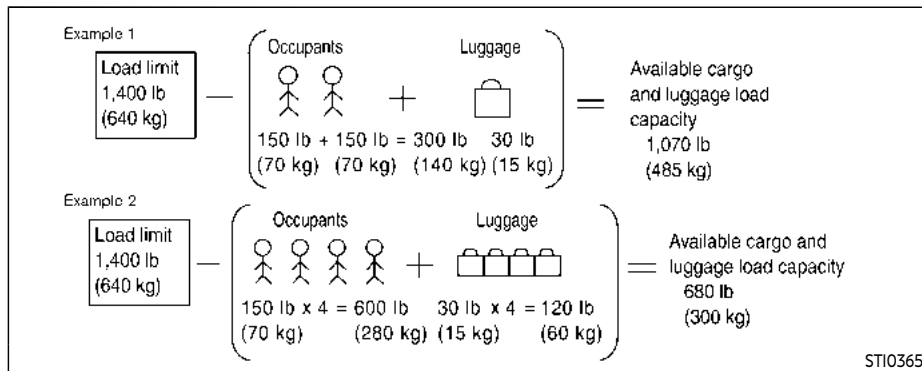 Example 1
Load limit
1,400 lb
(640 kg)
Occupants
Luggage
150 lb + 150 lb = 300 lb 30 lb
(70 kg) (70 kg) (140 kg) (15 kg)
Available cargo
and luggage load
capacity
1,070 lb
(485 kg)
Example 2
Load limit
1,400 lb
(640 kg)
Occupants
Luggage
150 lb x 4 = 600 lb 30 lb x 4 = 120 lb
(70 kg) (280 kg) (15 kg) (60 kg)
Available cargo and
luggage load capacity
680 lb
(300 kg)
STI0365